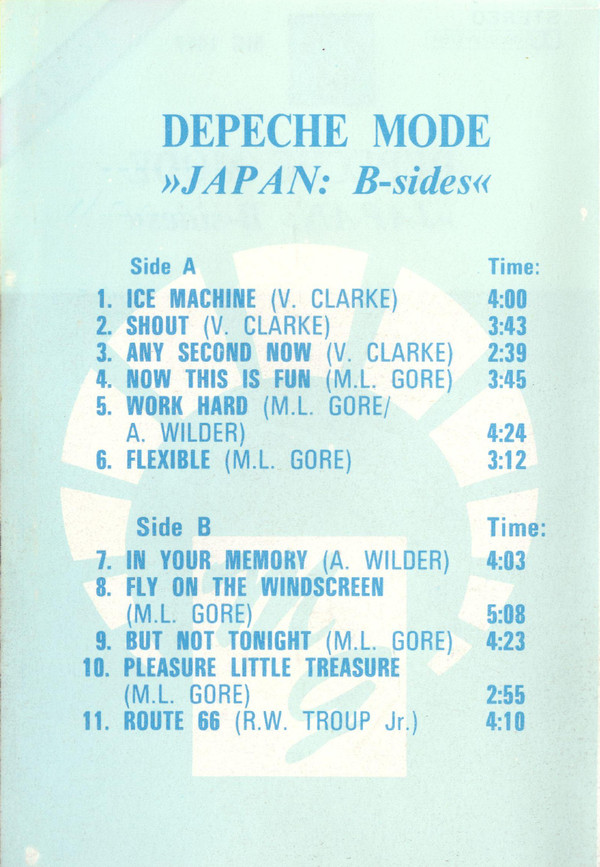 DEPECHE MODE
»JAPAN: B-sides«
Side A Time:
1. ICE MACHINE (V. CLARKE) 4:00
2. SHOUT (V. CLARKE) 3:43
3. ANY SECOND NOW (V. CLARKE) 2:39
4. NOW THIS IS FUN (M.L. GORE) 3:45
5. WORK HARD (M.L. GORE/
A. WILDER) 4:24
6. FLEXIBLE (M.L. GORE) 3:12
Side B Time:
7. IN YOUR MEMORY (A. WILDER) 4:03
8. FLY ON THE WINDSCREEN
(M.L. GORE) 5:08
9. BUT NOT TONIGHT (M.L. GORE) 4:23
10. PLEASURE LITTLE TREASURE
(M.L. GORE) 2:55
11. ROUTE 66 (R.W. TROUP Jr.) 4:10